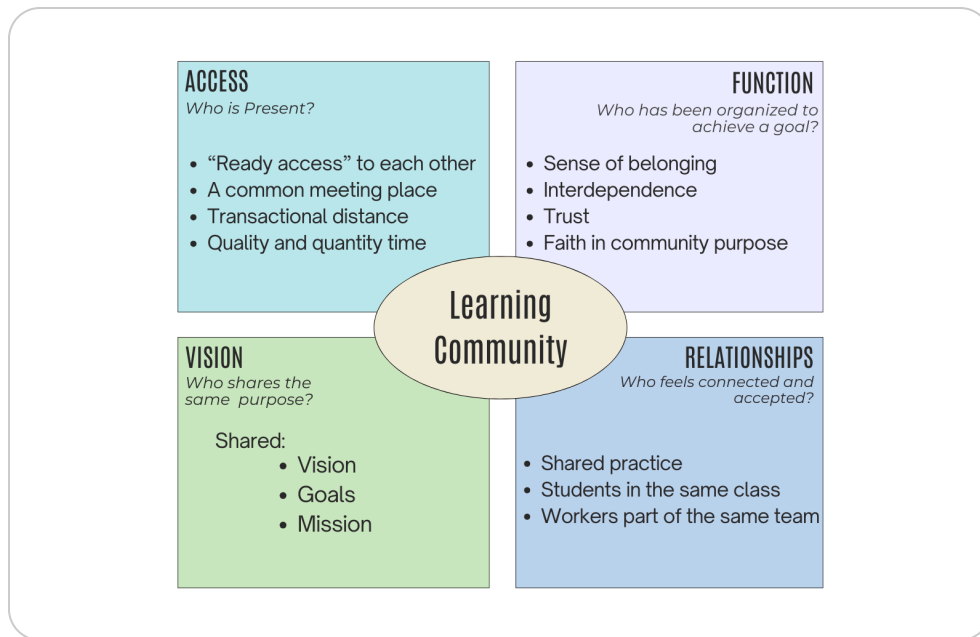 ACCESS
Who is Present?
• “Ready access” to each other
• A common meeting place
• Transactional distance
• Quality and quantity time
FUNCTION
Who has been organized to
achieve a goal?
• Sense of belonging
• Interdependence
• Trust
• Faith in community purpose
Learning
Community
VISION
Who shares the
same purpose?
Shared:
• Vision
• Goals
• Mission
RELATIONSHIPS
Who feels connected and
accepted?
• Shared practice
• Students in the same class
• Workers part of the same team